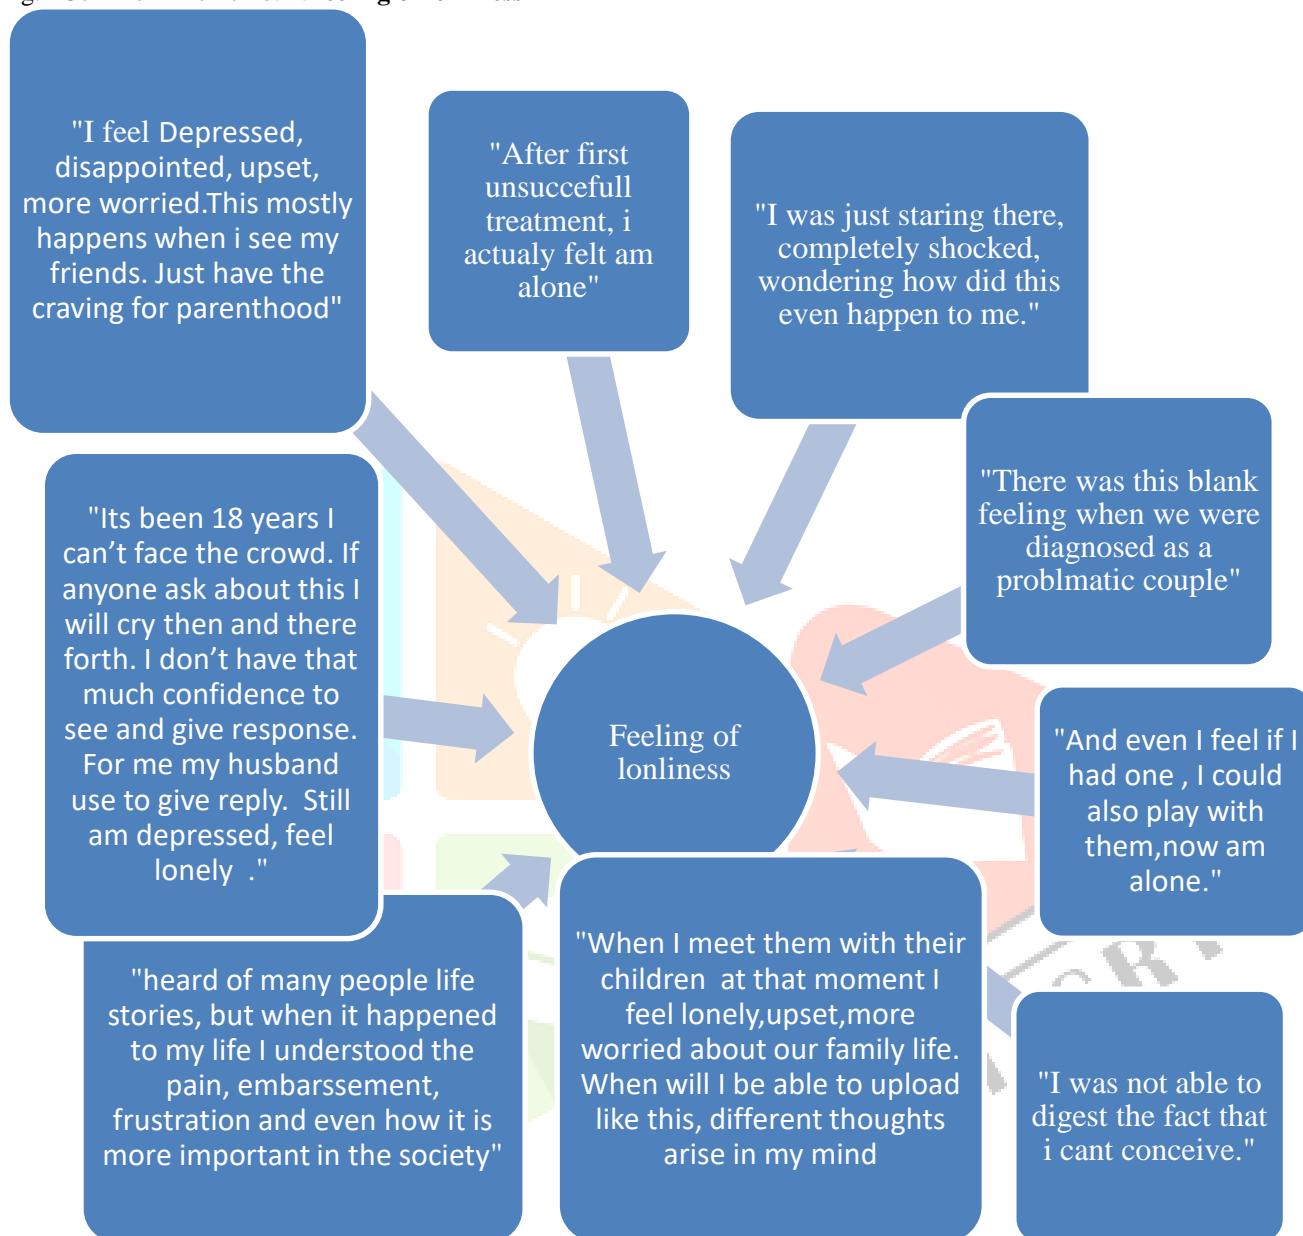 "I feel Depressed,
disappointed, upset,
more worried.This mostly
happens when i see my
friends. Just have the
craving for parenthood"
"After first
unsuccefull
treatment, i
actualy felt am
alone"
"I was just staring there,
completely shocked,
wondering how did this
even happen to me."
"There was this blank
feeling when we were
diagnosed as a
problmatic couple"
"Its been 18 years I
can’t face the crowd. If
anyone ask about this I
will cry then and there
forth. I don’t have that
much confidence to
see and give response.
For me my husband
use to give reply.  Still
am depressed, feel
lonely  ."
Feeling of
lonliness
"And even I feel if I
had one , I could
also play with
them,now am
alone."
"heard of many people life
stories, but when it happened
to my life I understood the
pain, embarssement,
frustration and even how it is
more important in the society"
"When I meet them with their
children  at that moment I
feel lonely,upset,more
worried about our family life.
When will I be able to upload
like this, different thoughts
arise in my mind
"I was not able to
digest the fact that
i cant conceive."